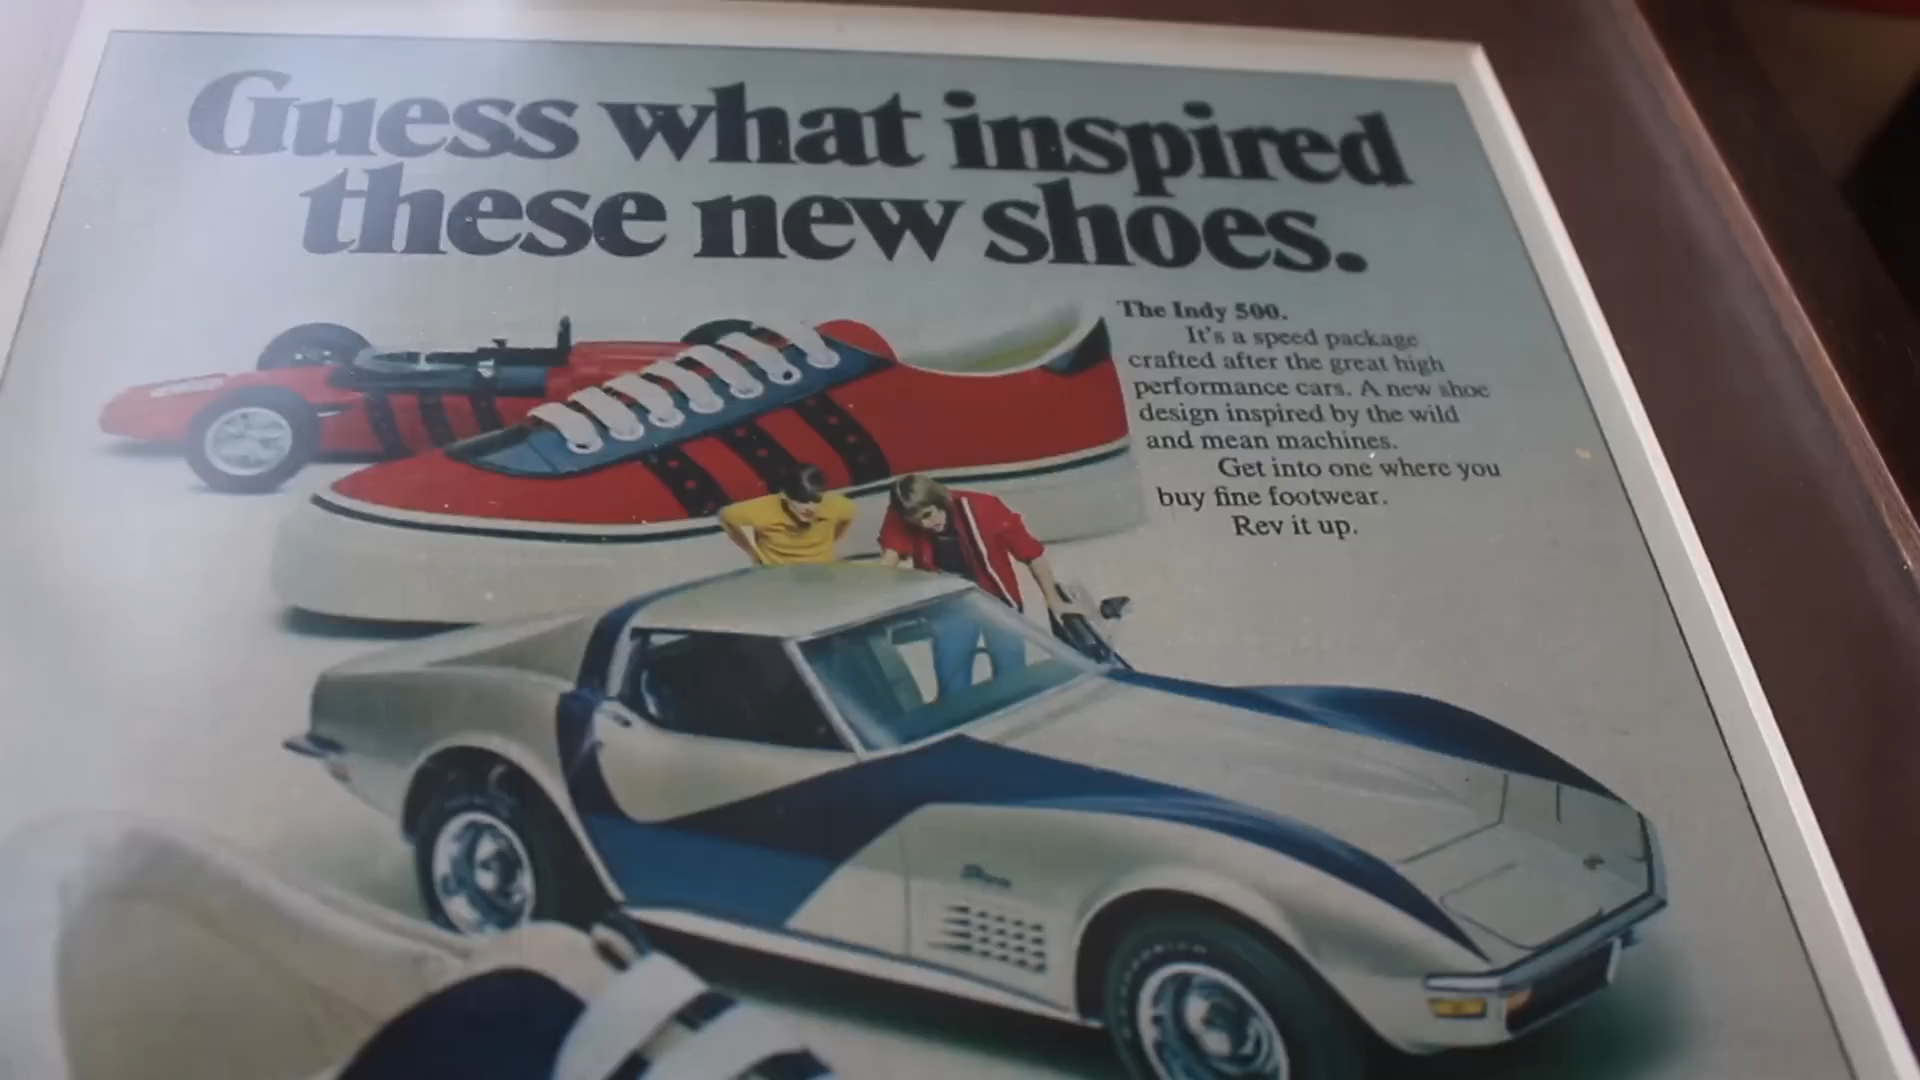 Guess what inspired
these new shoes.
The Indy 500.
It's a speed package
crafted after the great high
performance cars. A new shoe
design inspired by the wild
and mean machines.
Get into one where you
buy fine footwear.
Rev it up.